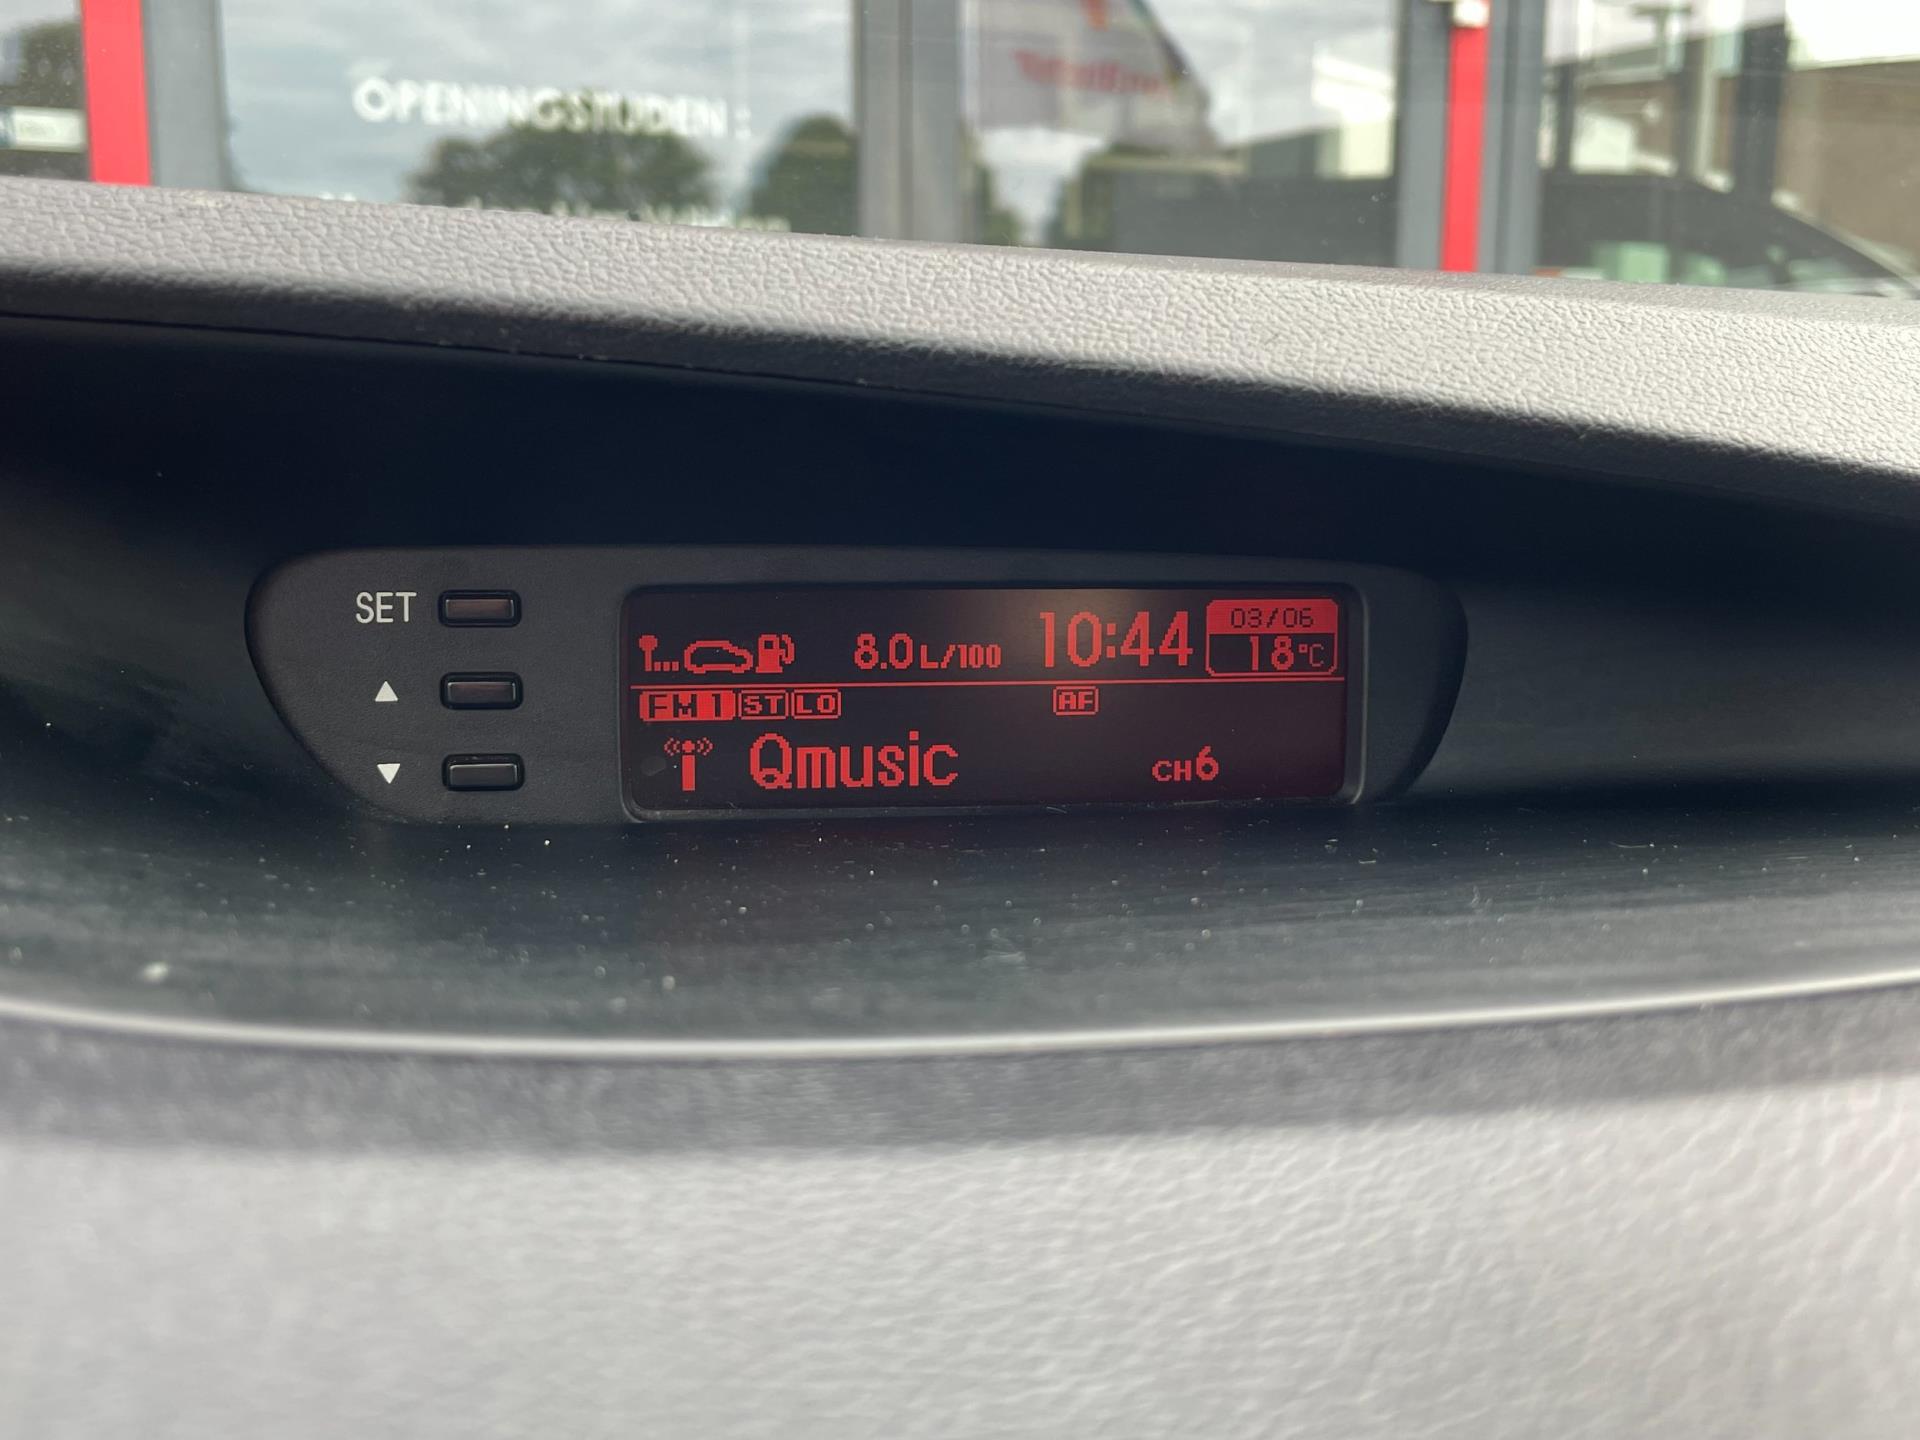 OPENINGSTIJDEN:
SET
8.0 L/100 10:44 03/06
18°C
FM1 ST LO AF
Qmusic CH6